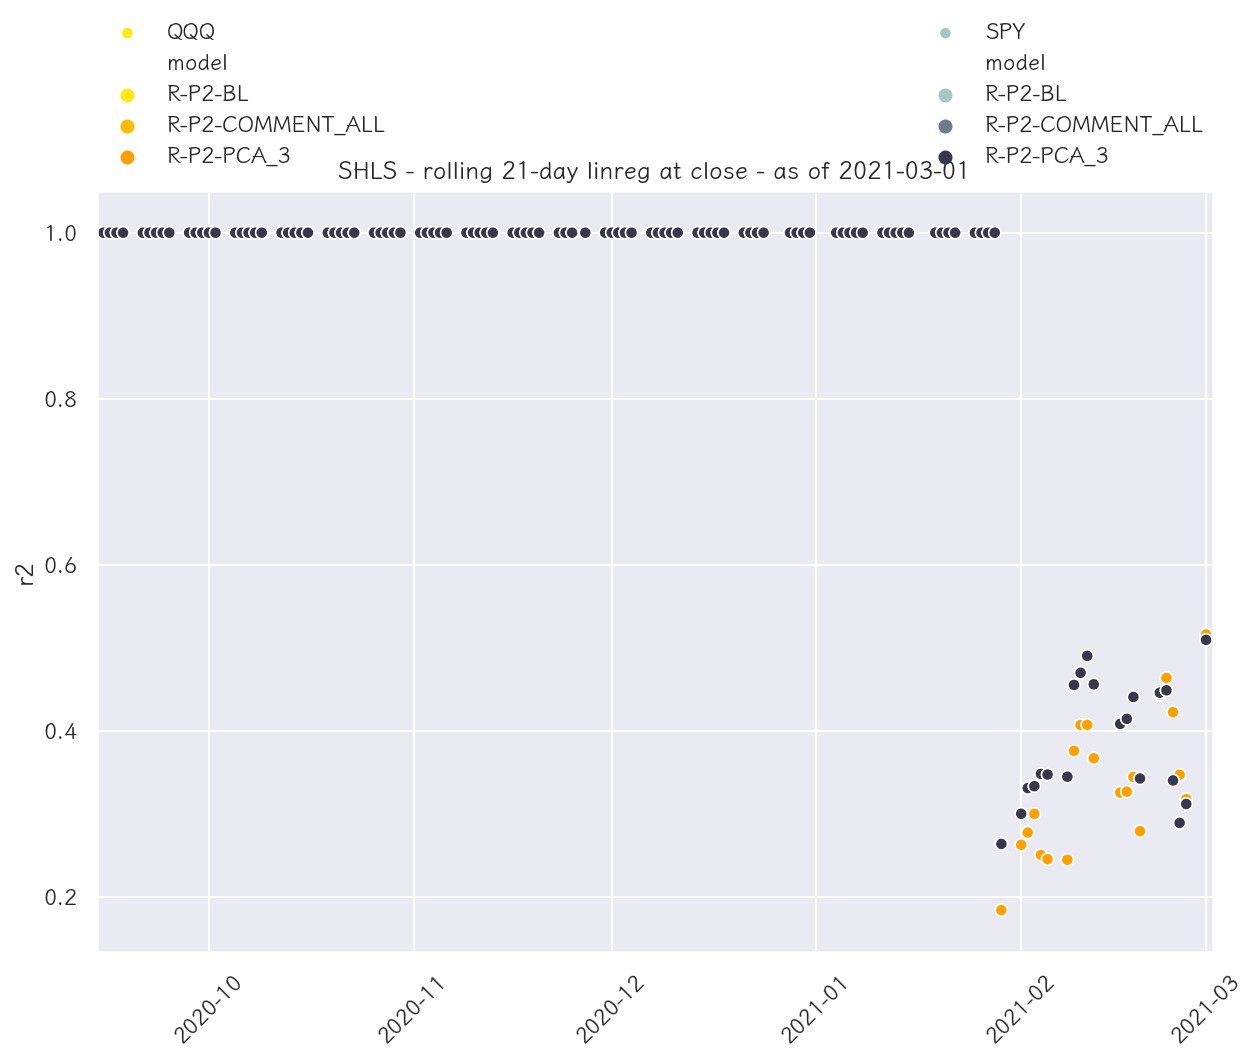 QQQ
model
R-P2-BL
R-P2-COMMENT_ALL
R-P2-PCA_3
SPY
model
R-P2-BL
R-P2-COMMENT_ALL
R-P2-PCA_3
SHLS - rolling 21-day linreg at close - as of 2021-03-01
1.0
0.8
0.6
0.4
0.2
r2
2020-10
2020-11
2020-12
2021-01
2021-02
2021-03